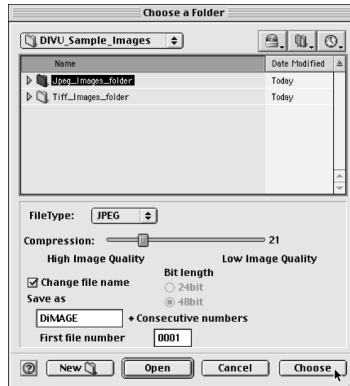 Choose a Folder
DIVU_Sample_Images
Name Date Modified
Jpeg_Images_folder Today
Tiff_Images_folder Today
FileType: JPEG
Compression: 21
High Image Quality Low Image Quality
Change file name
Bit length
24bit
48bit
Save as
DiMAGE + Consecutive numbers
First file number 0001
? New Open Cancel Choose